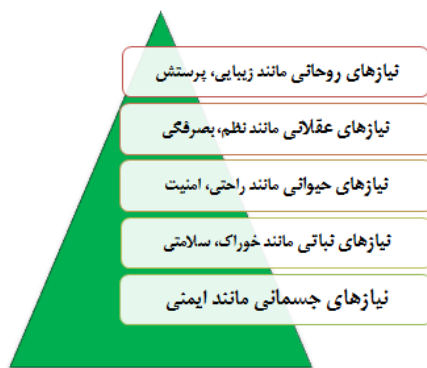 نیازهای روحانی مانند زیبایی، پرستش
نیازهای عقلانی مانند نظم، بصرفگی
نیازهای حیوانی مانند راحتی، امنیت
نیازهای نباتی مانند خوراک، سلامتی
نیازهای جسمانی مانند ایمنی